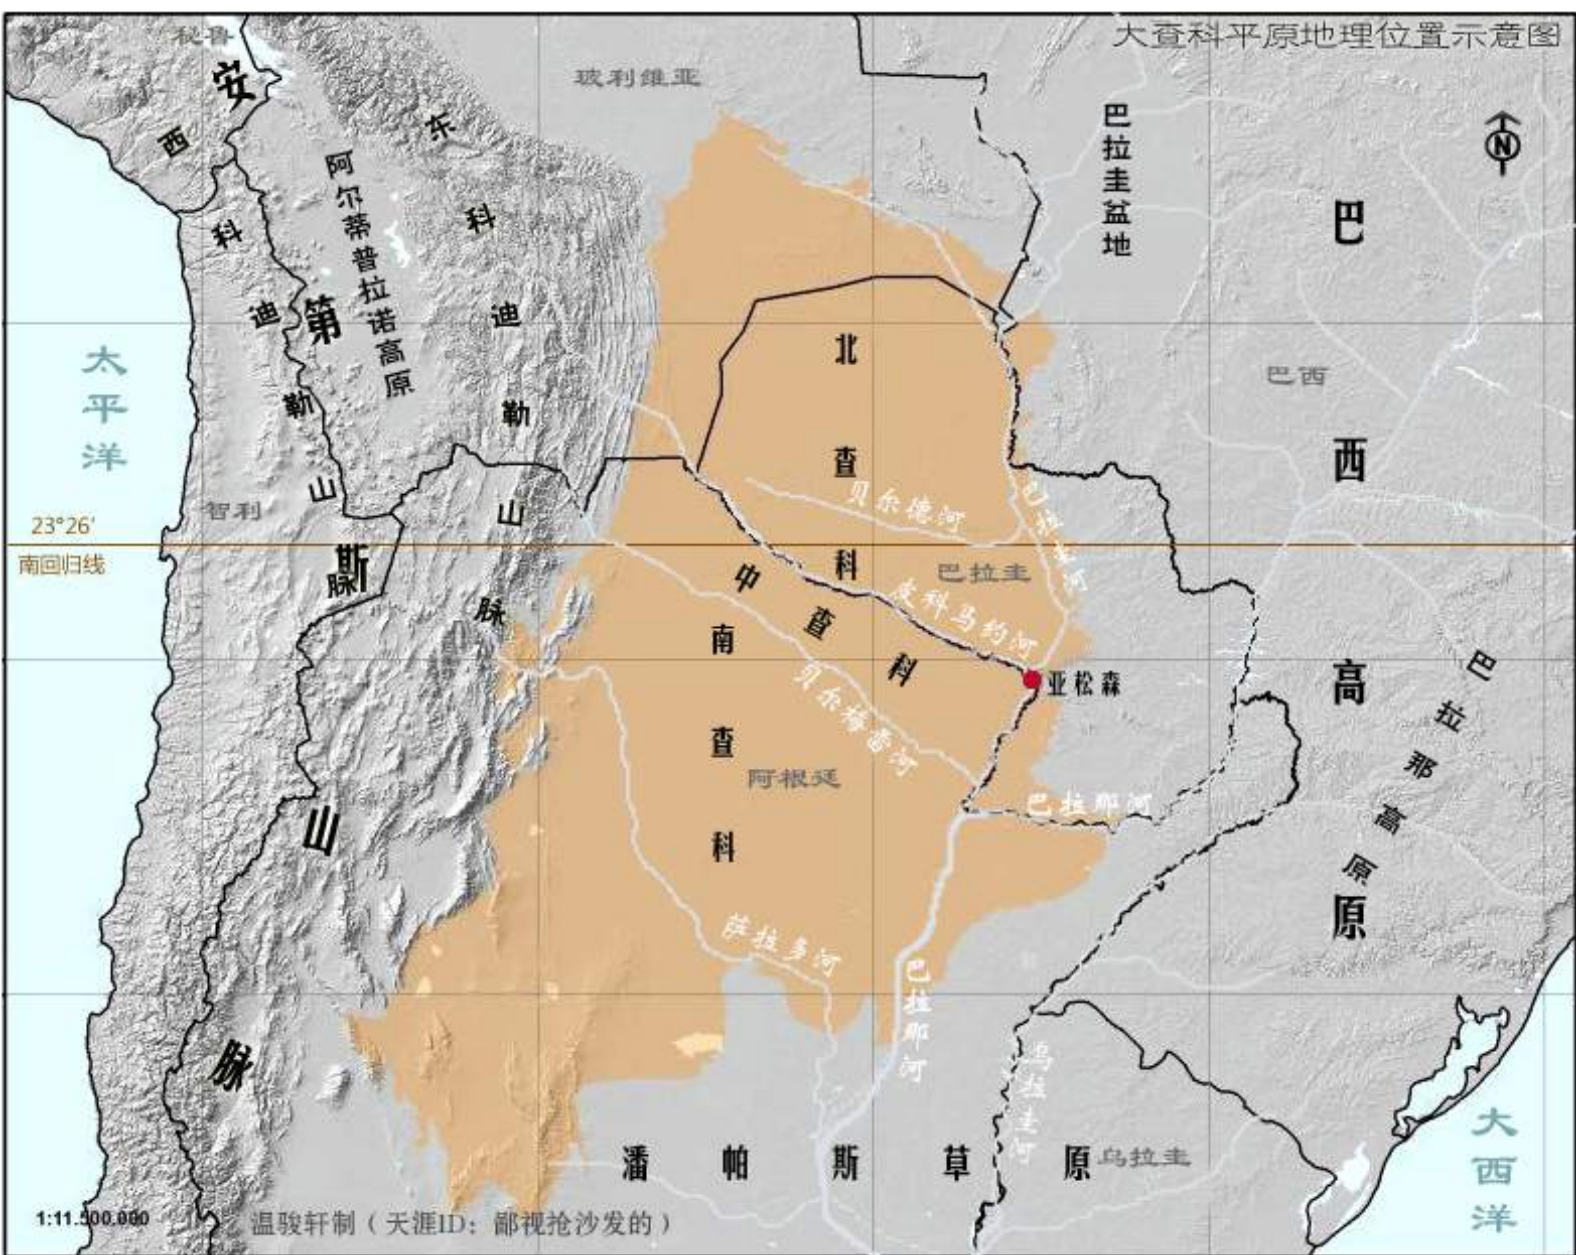 大查科平原地理位置示意图
秘鲁
玻利维亚
安第斯山脉
西科迪勒山脉
东科迪勒山脉
阿尔蒂普拉诺高原
巴拉圭盆地
N
巴西高原
太平洋
北查科
巴西
智利
贝尔德河
巴拉圭河
23°26'
南回归线
巴拉圭
中查科
皮科马约河
南查科
亚松森
贝尔梅霍河
巴拉那高原
阿根廷
巴拉那河
萨拉多河
巴拉那河
乌拉圭河
潘帕斯草原
乌拉圭
大西洋
1:11.500.000
温骏轩制（天涯ID：鄙视抢沙发的）